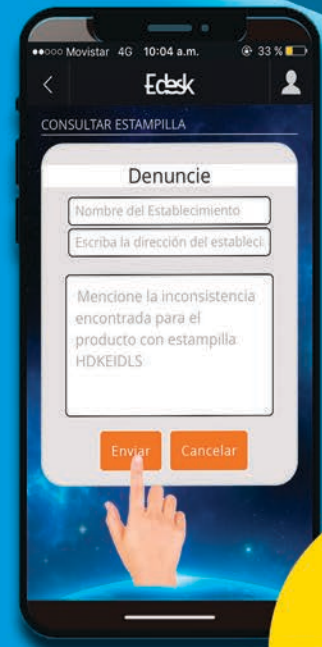 Movistar 4G 10:04 a.m. 33 %
Edesk
CONSULTAR ESTAMPILLA
Denuncie
Nombre del Establecimiento
Escriba la dirección del estableci
Mencione la inconsistencia
encontrada para el
producto con estampilla
HDKEIDLS
Enviar Cancelar